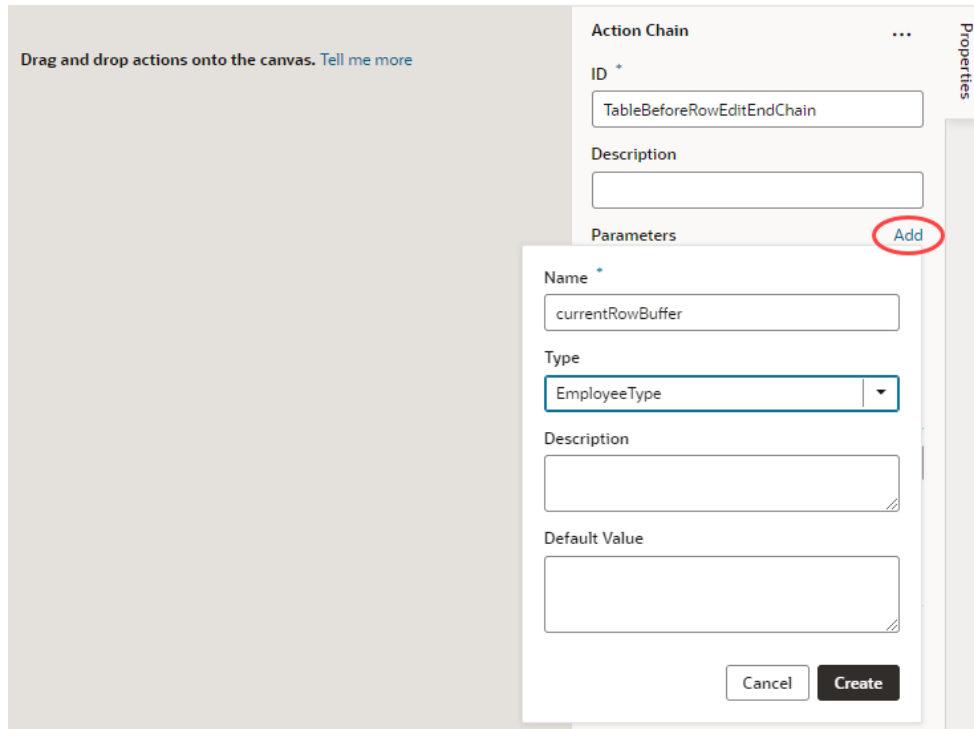 Action Chain
...
Properties
Drag and drop actions onto the canvas. Tell me more
ID *
TableBeforeRowEditEndChain
Description
Parameters Add
Name *
currentRowBuffer
Type
EmployeeType
Description
Default Value
Cancel Create